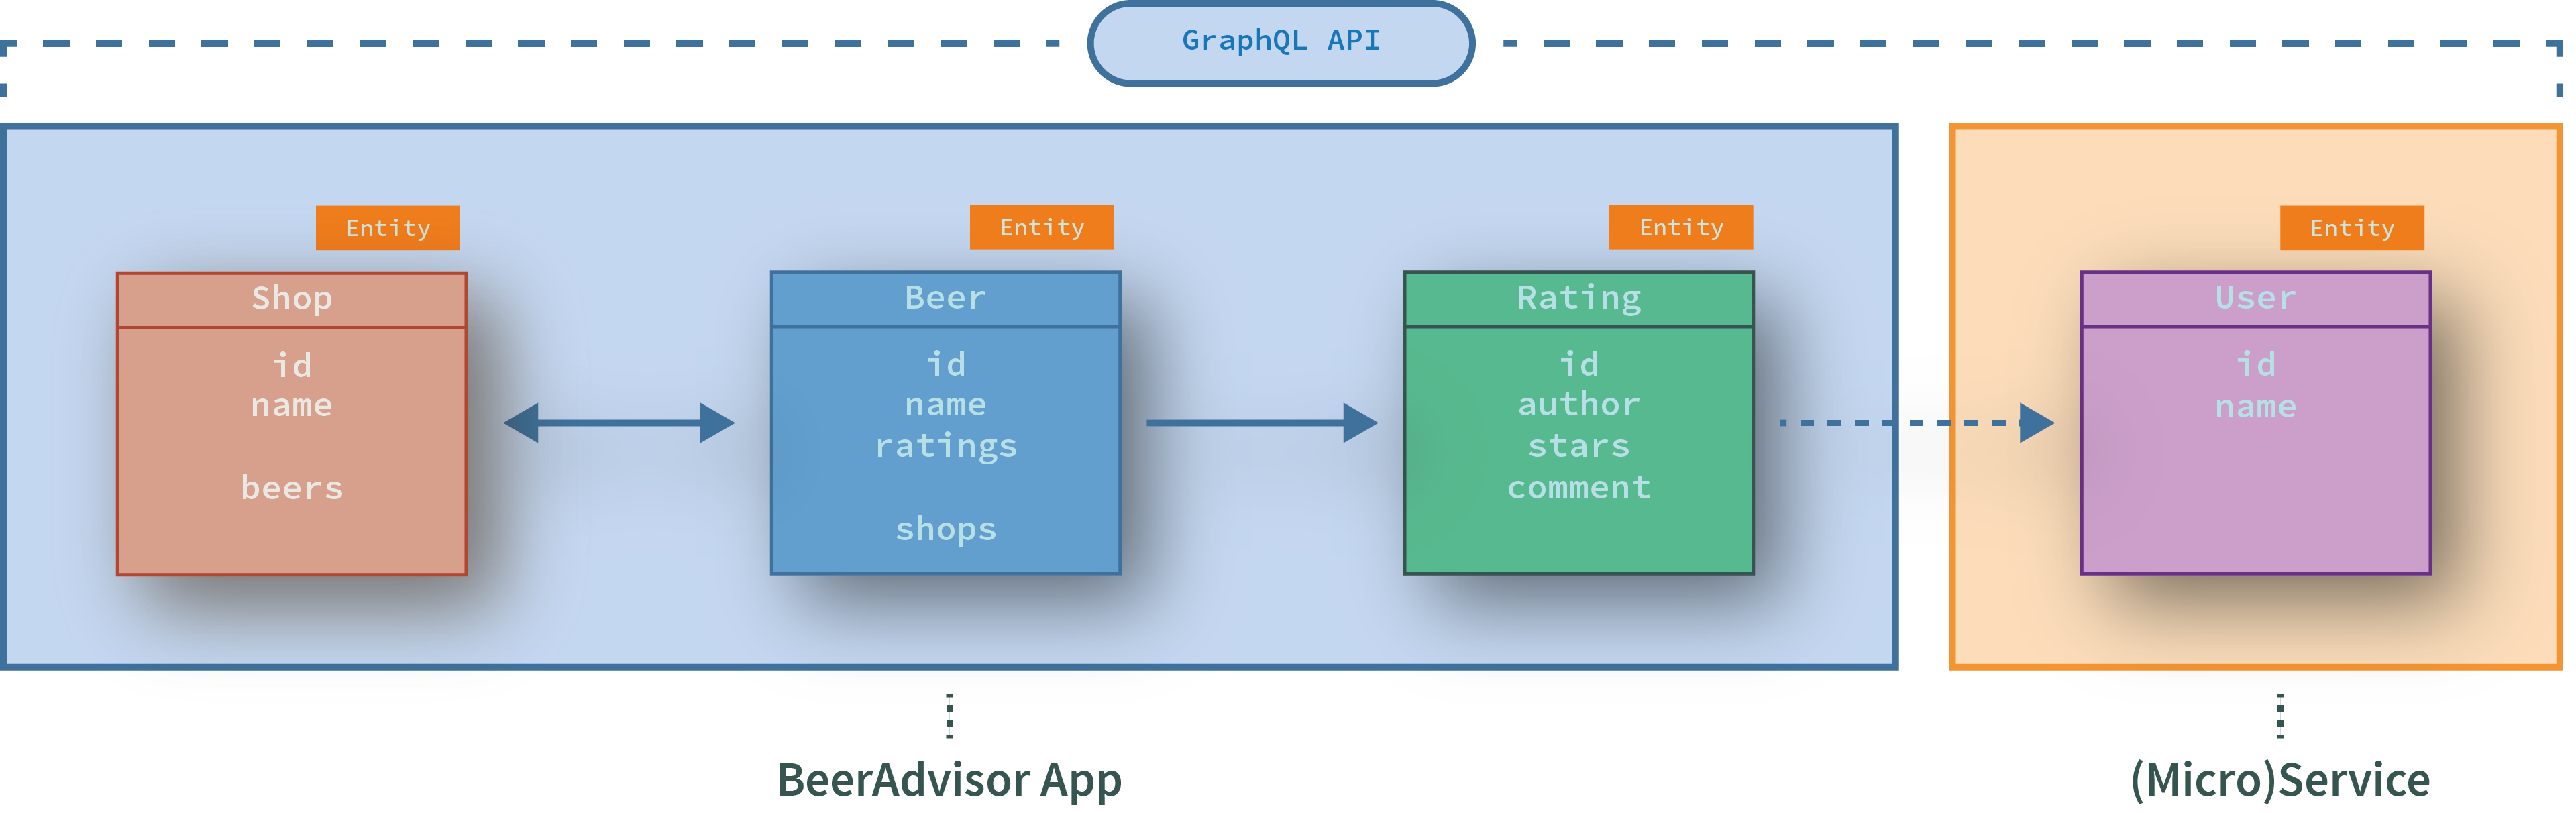 GraphQL API
Entity
Shop
id
name
beers
Entity
Beer
id
name
ratings
shops
Entity
Rating
id
author
stars
comment
Entity
User
id
name
BeerAdvisor App
(Micro)Service